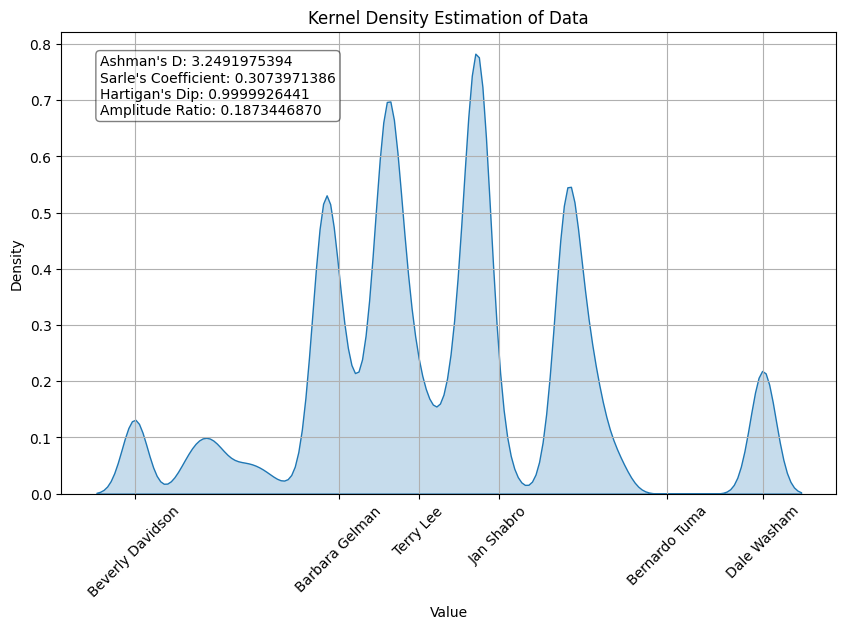 Kernel Density Estimation of Data
Ashman's D: 3.2491975394
Sarle's Coefficient: 0.3073971386
Hartigan's Dip: 0.9999926441
Amplitude Ratio: 0.1873446870
Density
0.8
0.7
0.6
0.5
0.4
0.3
0.2
0.1
0.0
Beverly Davidson
Barbara Gelman
Terry Lee
Jan Shabro
Bernardo Tuma
Dale Washam
Value